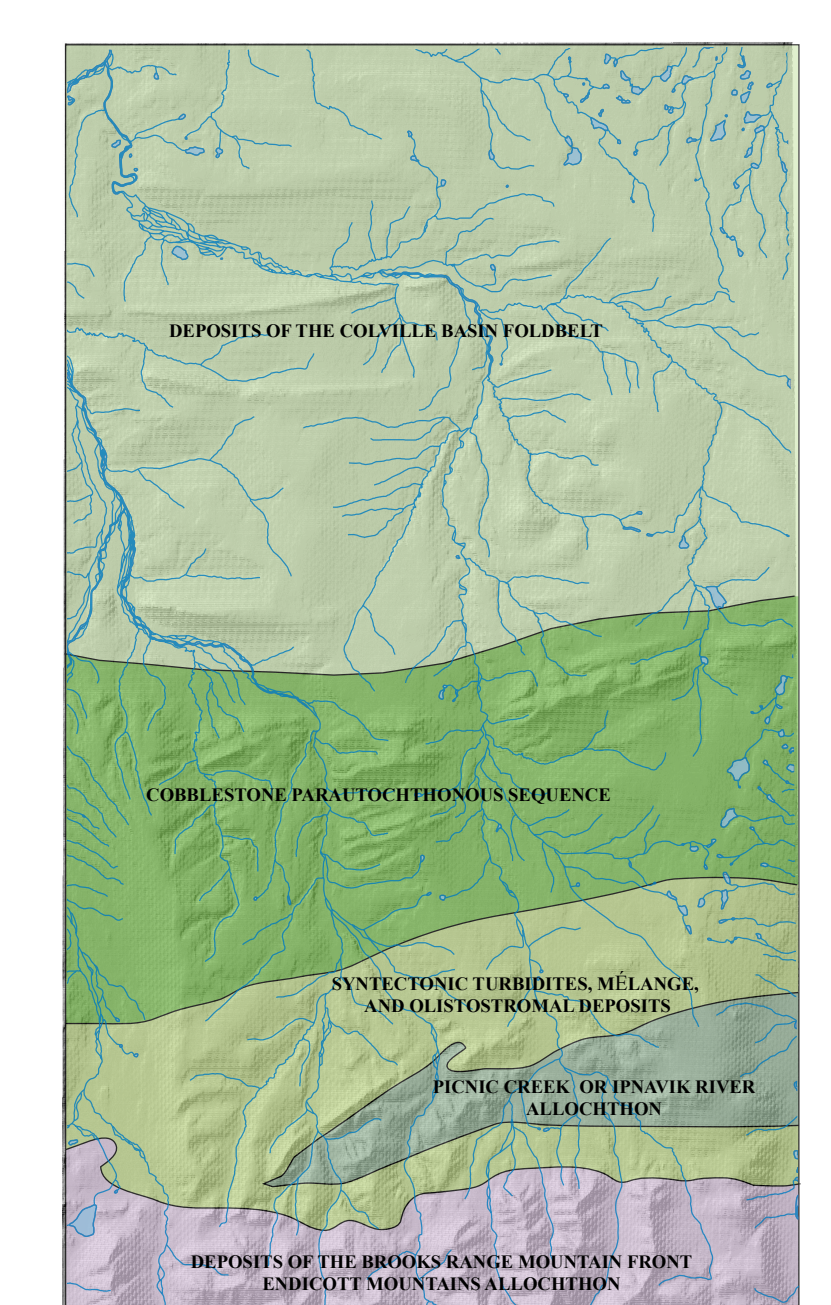 DEPOSITS OF THE COLVILLE BASIN FOLDBELT
COBBLESTONE PARAUTOCHTHONOUS SEQUENCE
SYNTECTONIC TURBIDITES, MÉLANGE,
AND OLISTOSTROMAL DEPOSITS
PICNIC CREEK OR IPNAVIK RIVER
ALLOCHTHON
DEPOSITS OF THE BROOKS RANGE MOUNTAIN FRONT
ENDICOTT MOUNTAINS ALLOCHTHON